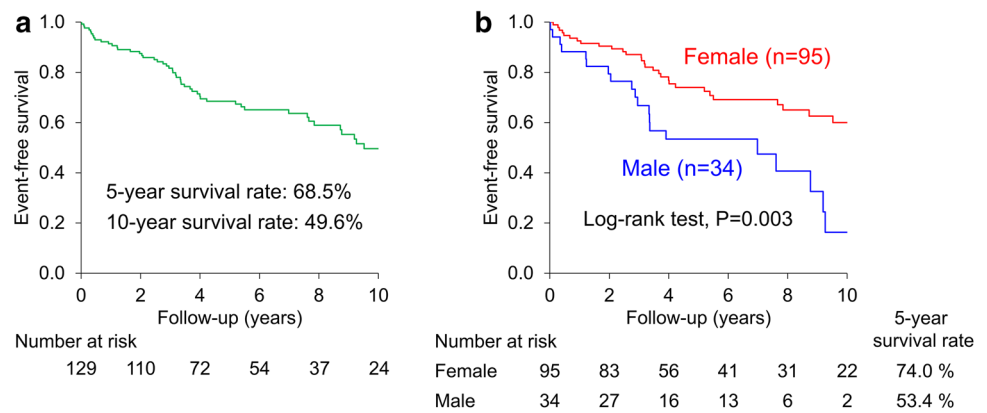 a
1.0
0.8
0.6
0.4
0.2
0.0
Event-free survival
5-year survival rate: 68.5%
10-year survival rate: 49.6%
0 2 4 6 8 10
Follow-up (years)
Number at risk
129 110 72 54 37 24
b
1.0
0.8
0.6
0.4
0.2
0.0
Event-free survival
Female (n=95)
Male (n=34)
Log-rank test, P=0.003
0 2 4 6 8 10
Follow-up (years)
5-year
survival rate
Number at risk
Female 95 83 56 41 31 22 74.0 %
Male 34 27 16 13 6 2 53.4 %